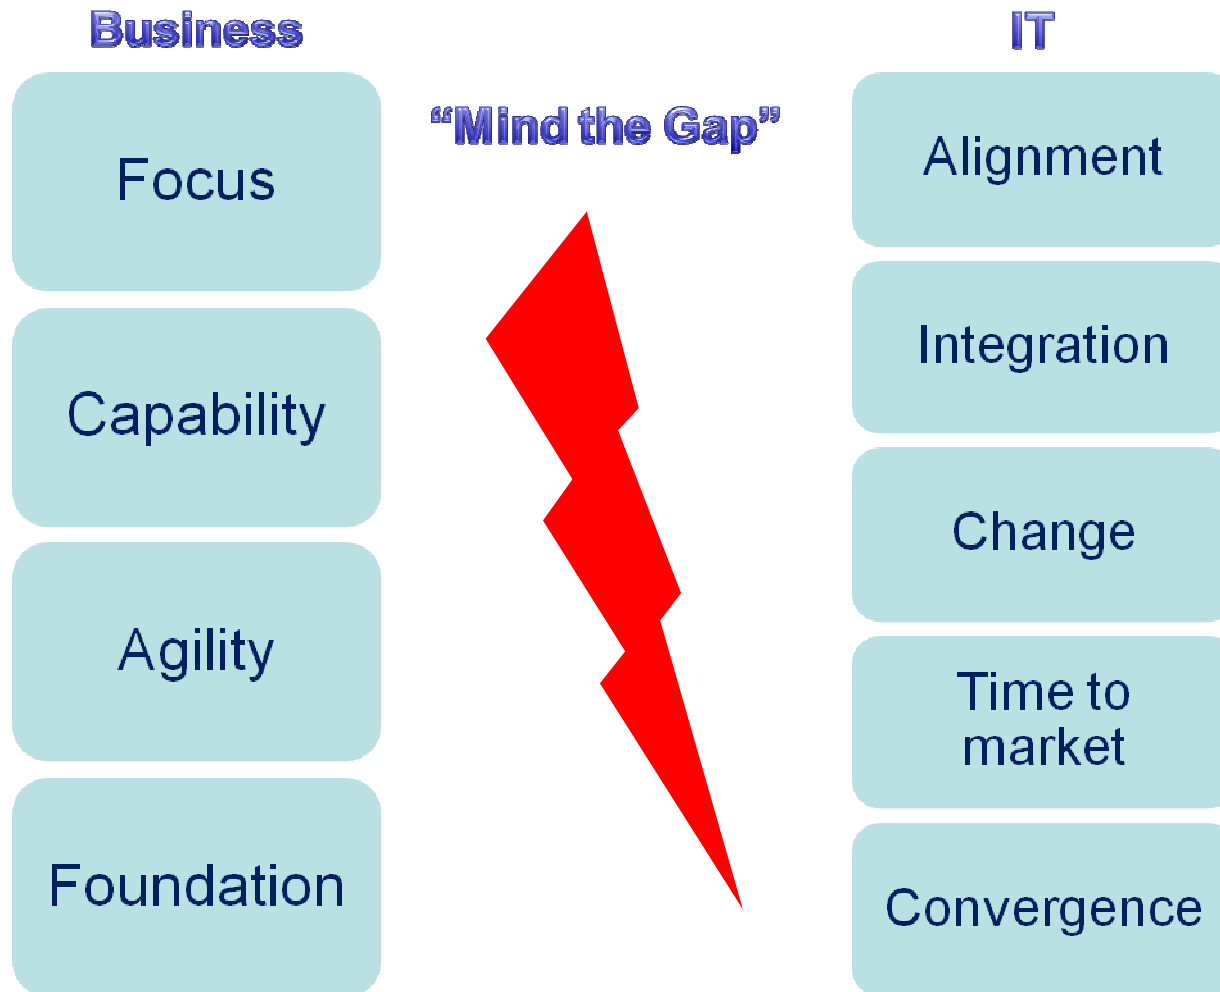 Business
Focus
Capability
Agility
Foundation
“Mind the Gap”
IT
Alignment
Integration
Change
Time to
market
Convergence